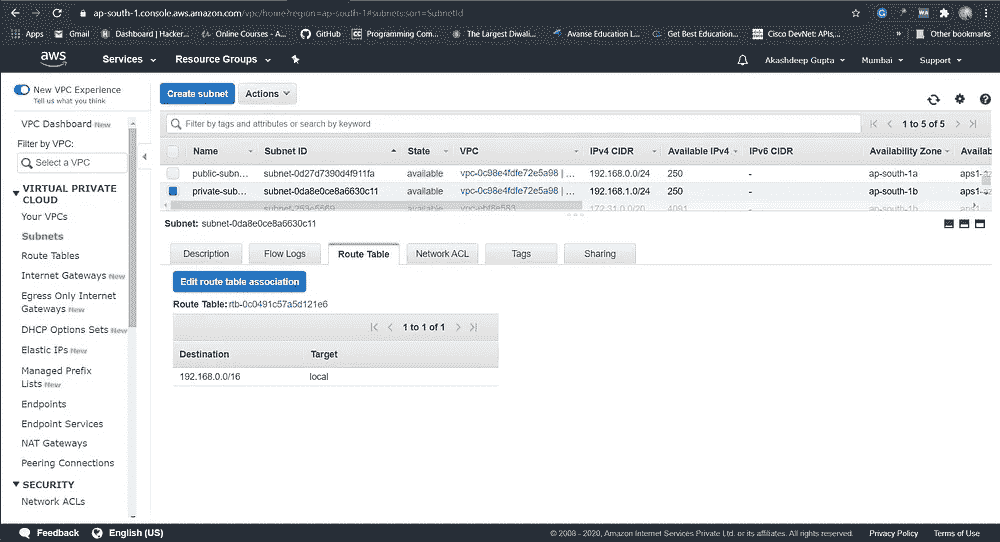 ap-south-1.console.aws.amazon.com/vpc/home?region=ap-south-1#subnets:sort=SubnetId
Apps Gmail Dashboard | Hacker... Online Courses - A... GitHub Programming Com... The Largest Diwali... Avanse Education L... Get Best Education... Cisco DevNet: APIs,... » Other bookmarks
aws Services Resource Groups Akashdeep Gupta Mumbai Support
New VPC Experience
Tell us what you think
VPC Dashboard New
Filter by VPC:
Select a VPC
VIRTUAL PRIVATE
CLOUD
Your VPCs
Subnets
Route Tables
Internet Gateways New
Egress Only Internet
Gateways New
DHCP Options Sets New
Elastic IPs New
Managed Prefix
Lists New
Endpoints
Endpoint Services
NAT Gateways
Peering Connections
SECURITY
Network ACLs
Create subnet Actions
Filter by tags and attributes or search by keyword 1 to 5 of 5
Name Subnet ID State VPC IPv4 CIDR Available IPv4 IPv6 CIDR Availability Zone Availab
public-subn... subnet-0d27d7390d4f911fa available vpc-0c98e4fdfe72e5a98 | ... 192.168.0.0/24 250 - ap-south-1a aps1-
private-sub... subnet-0da8e0ce8a6630c11 available vpc-0c98e4fdfe72e5a98 | ... 192.168.1.0/24 250 - ap-south-1b aps1-
available 172.31.0.0/20 4091 - ap-south-1b
Subnet: subnet-0da8e0ce8a6630c11
Description Flow Logs Route Table Network ACL Tags Sharing
Edit route table association
Route Table: rtb-0c0491c57a5d121e6
1 to 1 of 1
Destination Target
192.168.0.0/16 local
Feedback English (US) © 2008 - 2020, Amazon Internet Services Private Ltd. or its affiliates. All rights reserved. Privacy Policy Terms of Use